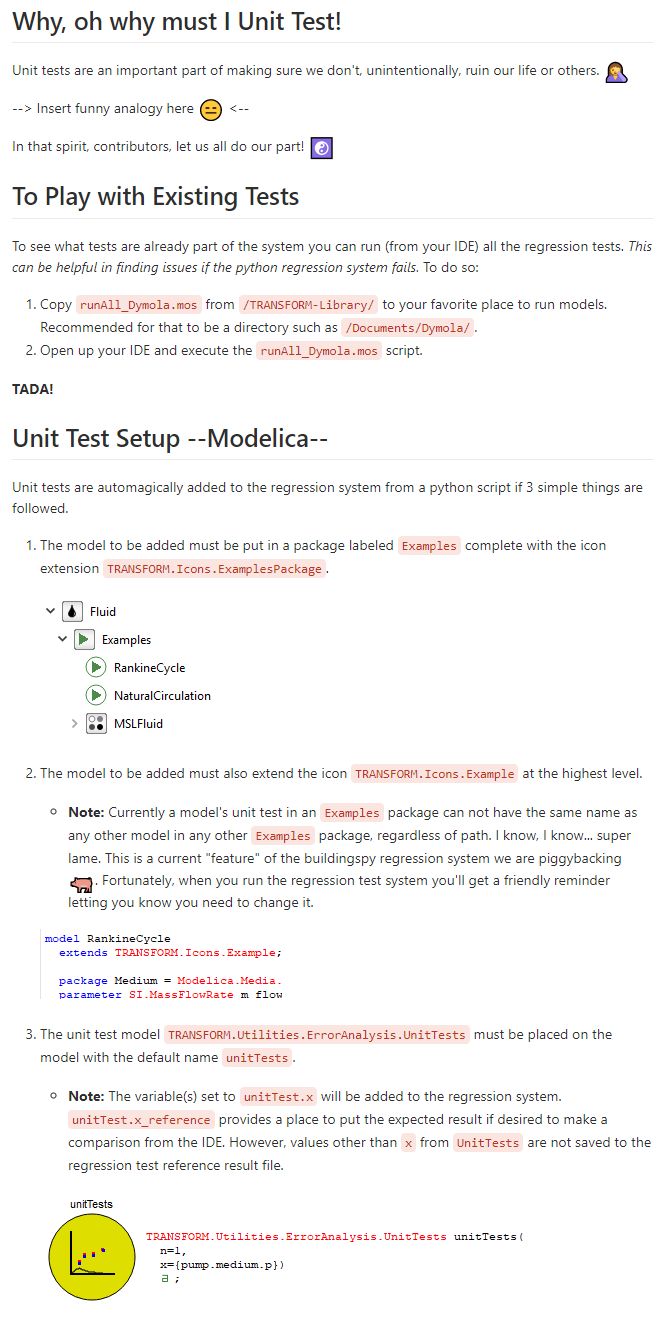 Why, oh why must I Unit Test!
Unit tests are an important part of making sure we don't, unintentionally, ruin our life or others. 🤦‍♀️
--> Insert funny analogy here 😑 <--
In that spirit, contributors, let us all do our part! ☯️
To Play with Existing Tests
To see what tests are already part of the system you can run (from your IDE) all the regression tests. This
can be helpful in finding issues if the python regression system fails. To do so:
1. Copy runAll_Dymola.mos from /TRANSFORM-Library/ to your favorite place to run models.
Recommended for that to be a directory such as /Documents/Dymola/.
2. Open up your IDE and execute the runAll_Dymola.mos script.
TADA!
Unit Test Setup --Modelica--
Unit tests are automagically added to the regression system from a python script if 3 simple things are
followed.
1. The model to be added must be put in a package labeled Examples complete with the icon
extension TRANSFORM.Icons.ExamplesPackage.
Fluid
Examples
RankineCycle
NaturalCirculation
MSLFluid
2. The model to be added must also extend the icon TRANSFORM.Icons.Example at the highest level.
Note: Currently a model's unit test in an Examples package can not have the same name as
any other model in any other Examples package, regardless of path. I know, I know... super
lame. This is a current "feature" of the buildingspy regression system we are piggybacking
🐖. Fortunately, when you run the regression test system you'll get a friendly reminder
letting you know you need to change it.
model RankineCycle
extends TRANSFORM.Icons.Example;
package Medium = Modelica.Media.
parameter SI.MassFlowRate m flow
3. The unit test model TRANSFORM.Utilities.ErrorAnalysis.UnitTests must be placed on the
model with the default name unitTests.
Note: The variable(s) set to unitTest.x will be added to the regression system.
unitTest.x_reference provides a place to put the expected result if desired to make a
comparison from the IDE. However, values other than x from UnitTests are not saved to the
regression test reference result file.
unitTests
TRANSFORM.Utilities.ErrorAnalysis.UnitTests unitTests(
n=1,
x={pump.medium.p})
a ;